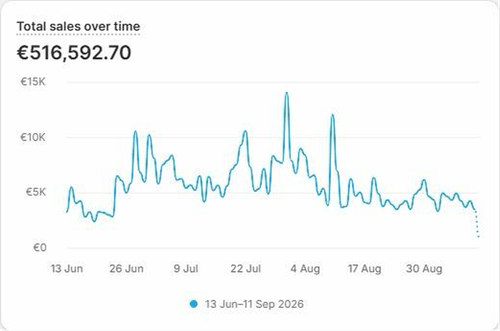 Total sales over time
€516,592.70
€15K
€10K
€5K
€0
13 Jun 26 Jun 9 Jul 22 Jul 4 Aug 17 Aug 30 Aug
13 Jun–11 Sep 2026